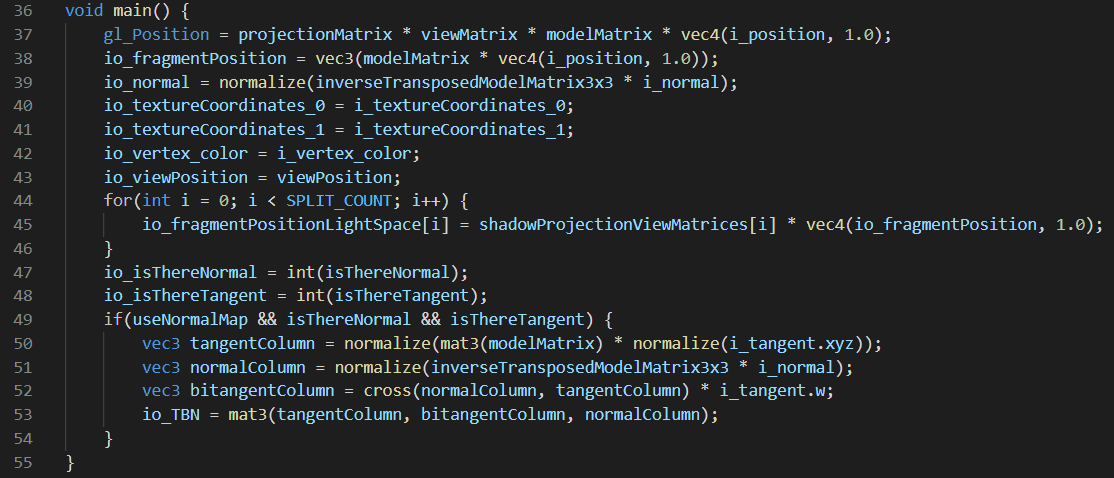 36 void main() {
37     gl_Position = projectionMatrix * viewMatrix * modelMatrix * vec4(i_position, 1.0);
38     io_fragmentPosition = vec3(modelMatrix * vec4(i_position, 1.0));
39     io_normal = normalize(inverseTransposedModelMatrix3x3 * i_normal);
40     io_textureCoordinates_0 = i_textureCoordinates_0;
41     io_textureCoordinates_1 = i_textureCoordinates_1;
42     io_vertex_color = i_vertex_color;
43     io_viewPosition = viewPosition;
44     for(int i = 0; i < SPLIT_COUNT; i++) {
45         io_fragmentPositionLightSpace[i] = shadowProjectionViewMatrices[i] * vec4(io_fragmentPosition, 1.0);
46     }
47     io_isThereNormal = int(isThereNormal);
48     io_isThereTangent = int(isThereTangent);
49     if(useNormalMap && isThereNormal && isThereTangent) {
50         vec3 tangentColumn = normalize(mat3(modelMatrix) * normalize(i_tangent.xyz));
51         vec3 normalColumn = normalize(inverseTransposedModelMatrix3x3 * i_normal);
52         vec3 bitangentColumn = cross(normalColumn, tangentColumn) * i_tangent.w;
53         io_TBN = mat3(tangentColumn, bitangentColumn, normalColumn);
54     }
55 }